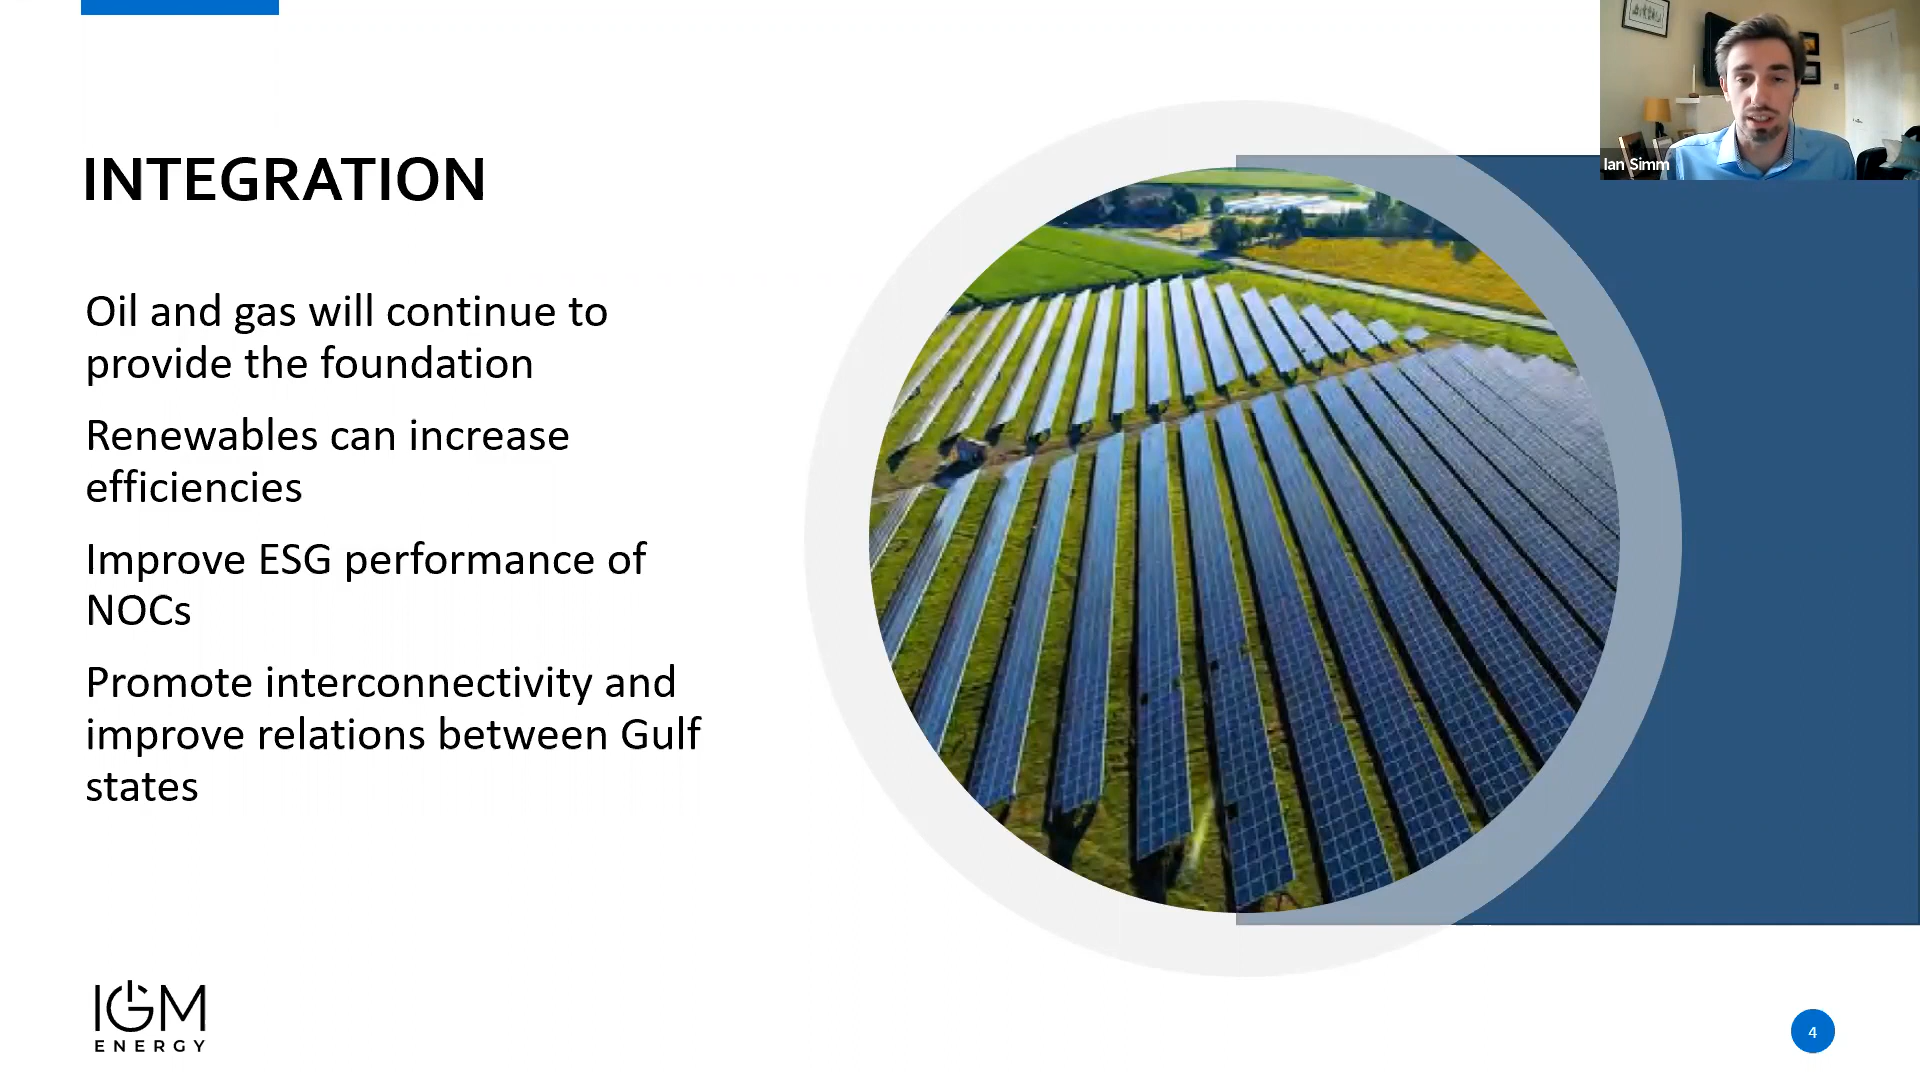 INTEGRATION
Oil and gas will continue to
provide the foundation
Renewables can increase
efficiencies
Improve ESG performance of
NOCs
Promote interconnectivity and
improve relations between Gulf
states
Ian Simm
IGM
ENERGY
4